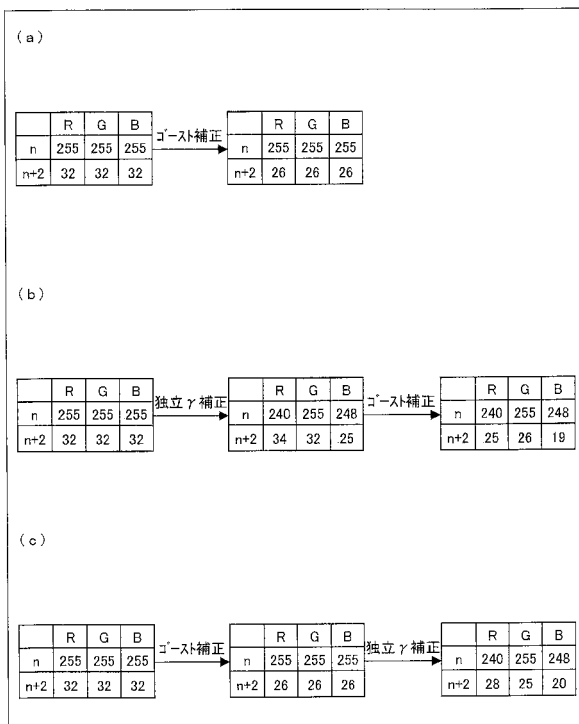 (a)
R G B R G B
ゴースト補正
n 255 255 255 n 255 255 255
n+2 32 32 32 n+2 26 26 26
(b)
R G B R G B R G B
独立γ補正 ゴースト補正
n 255 255 255 n 240 255 248 n 240 255 248
n+2 32 32 32 n+2 34 32 25 n+2 25 26 19
(c)
R G B R G B R G B
ゴースト補正 独立γ補正
n 255 255 255 n 255 255 255 n 240 255 248
n+2 32 32 32 n+2 26 26 26 n+2 28 25 20